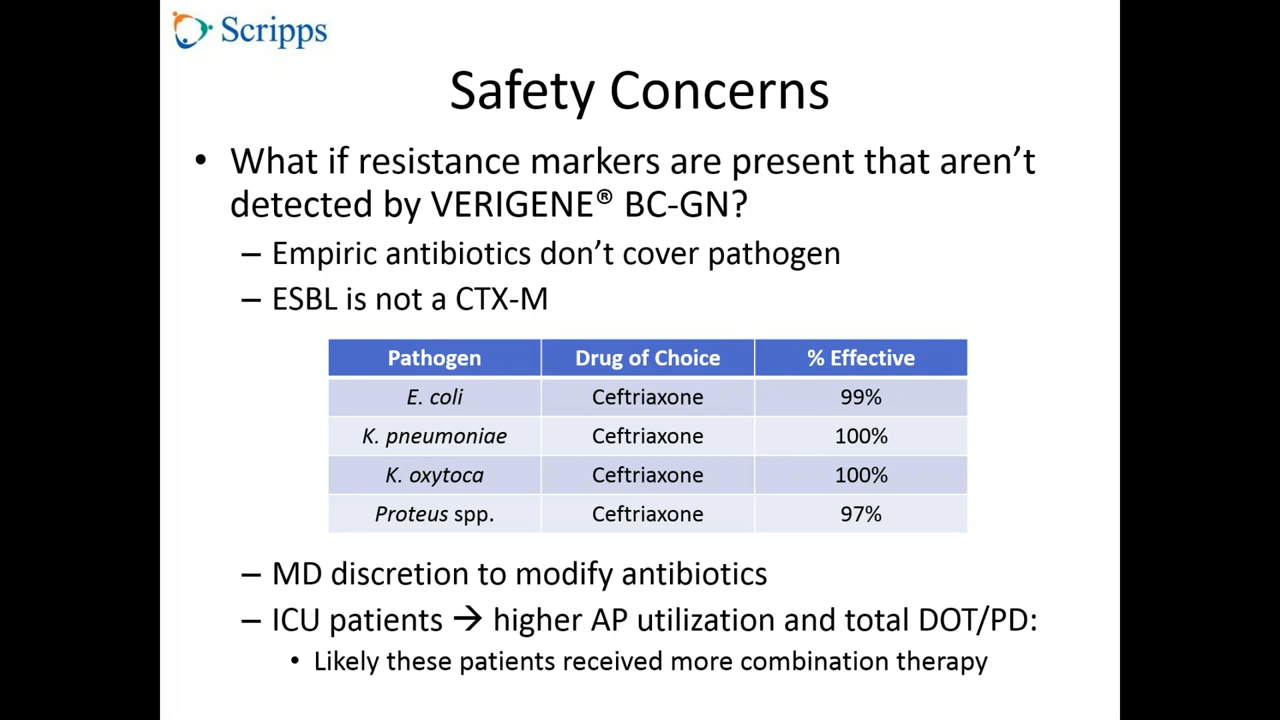 Scripps
Safety Concerns
• What if resistance markers are present that aren’t
detected by VERIGENE® BC-GN?
– Empiric antibiotics don’t cover pathogen
– ESBL is not a CTX-M
Pathogen Drug of Choice % Effective
E. coli Ceftriaxone 99%
K. pneumoniae Ceftriaxone 100%
K. oxytoca Ceftriaxone 100%
Proteus spp. Ceftriaxone 97%
– MD discretion to modify antibiotics
– ICU patients → higher AP utilization and total DOT/PD:
• Likely these patients received more combination therapy